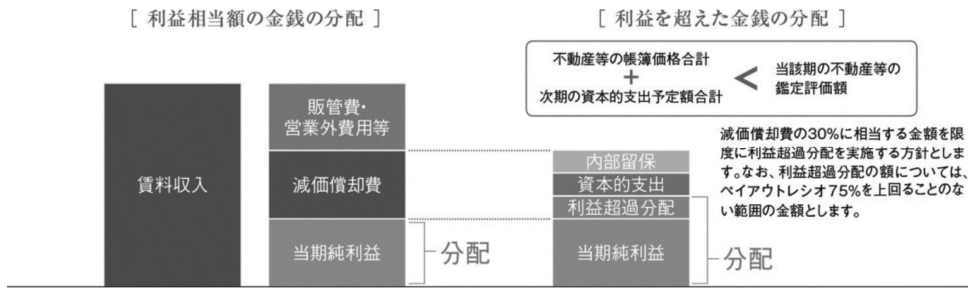 [ 利益相当額の金銭の分配 ]
賃料収入
販管費・
営業外費用等
減価償却費
当期純利益
分配
[ 利益を超えた金銭の分配 ]
不動産等の帳簿価格合計
+
次期の資本的支出予定額合計
<
当該期の不動産等の
鑑定評価額
減価償却費の30%に相当する金額を限
度に利益超過分配を実施する方針としま
す。なお、利益超過分配の額については、
ペイアウトレシオ75%を上回ることのな
い範囲の金額とします。
内部留保
資本的支出
利益超過分配
当期純利益
分配